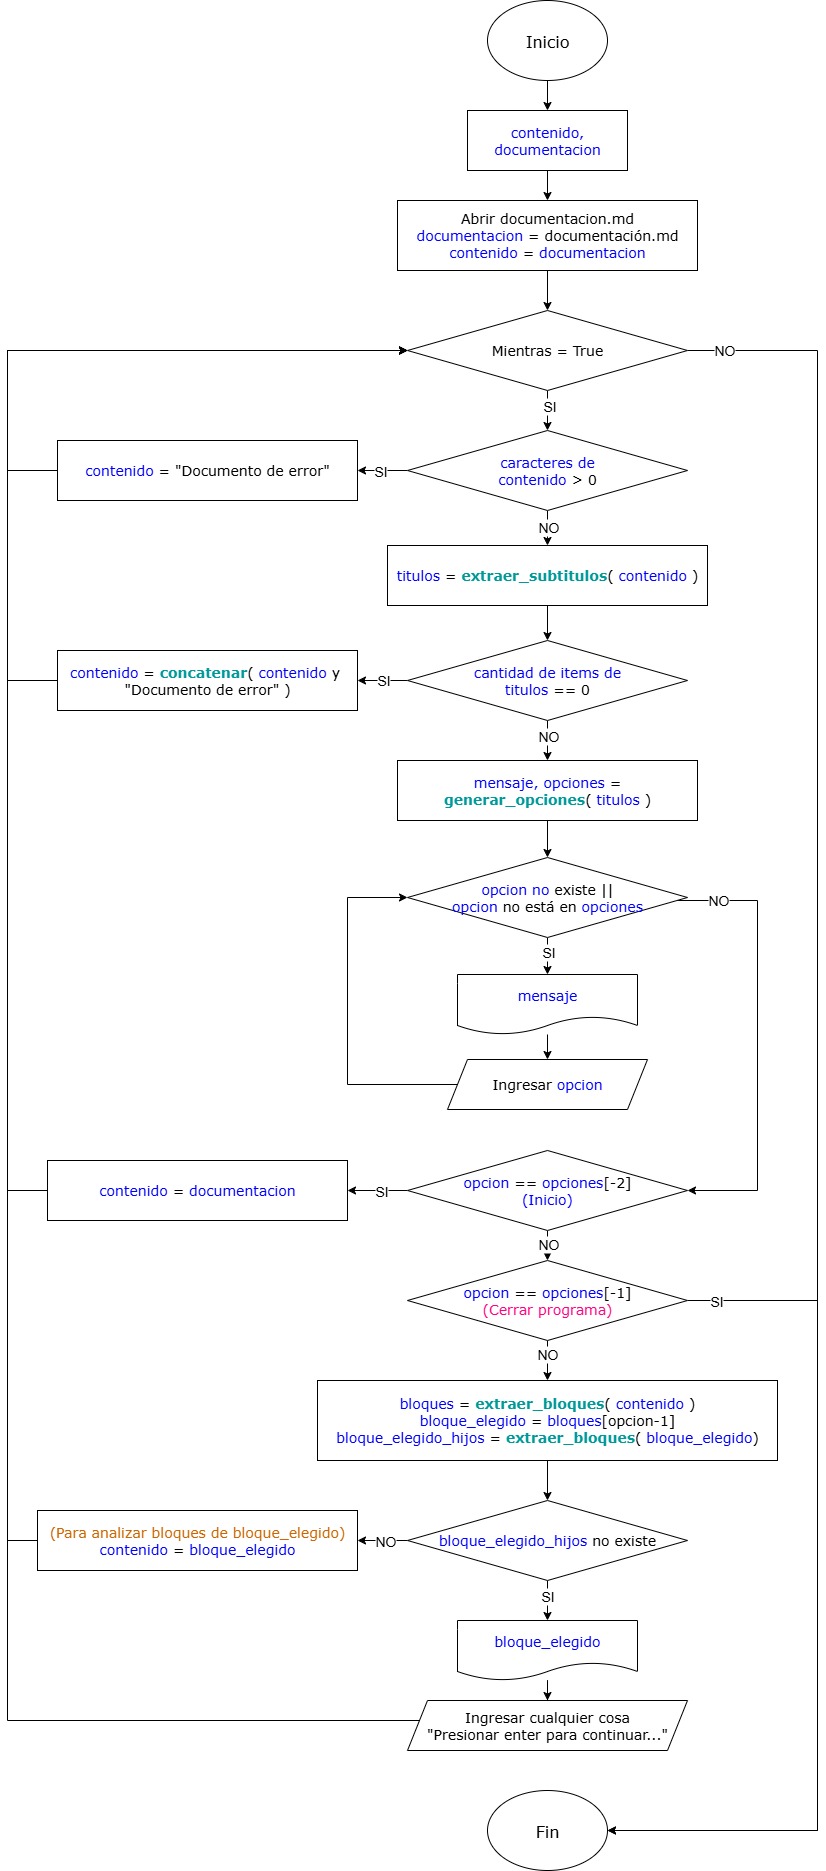 Inicio
contenido,
documentacion
Abrir documentacion.md
documentacion = documentación.md
contenido = documentacion
Mientras = True
NO
SI
caracteres de
contenido > 0
SI
contenido = "Documento de error"
NO
titulos = extraer_subtitulos( contenido )
cantidad de items de
titulos == 0
SI
contenido = concatenar( contenido y
"Documento de error" )
NO
mensaje, opciones =
generar_opciones( titulos )
opcion no existe ||
opcion no está en opciones
NO
SI
mensaje
Ingresar opcion
opcion == opciones[-2]
(Inicio)
SI
contenido = documentacion
NO
opcion == opciones[-1]
(Cerrar programa)
SI
NO
bloques = extraer_bloques( contenido )
bloque_elegido = bloques[opcion-1]
bloque_elegido_hijos = extraer_bloques( bloque_elegido)
bloque_elegido_hijos no existe
NO
(Para analizar bloques de bloque_elegido)
contenido = bloque_elegido
SI
bloque_elegido
Ingresar cualquier cosa
"Presionar enter para continuar..."
Fin